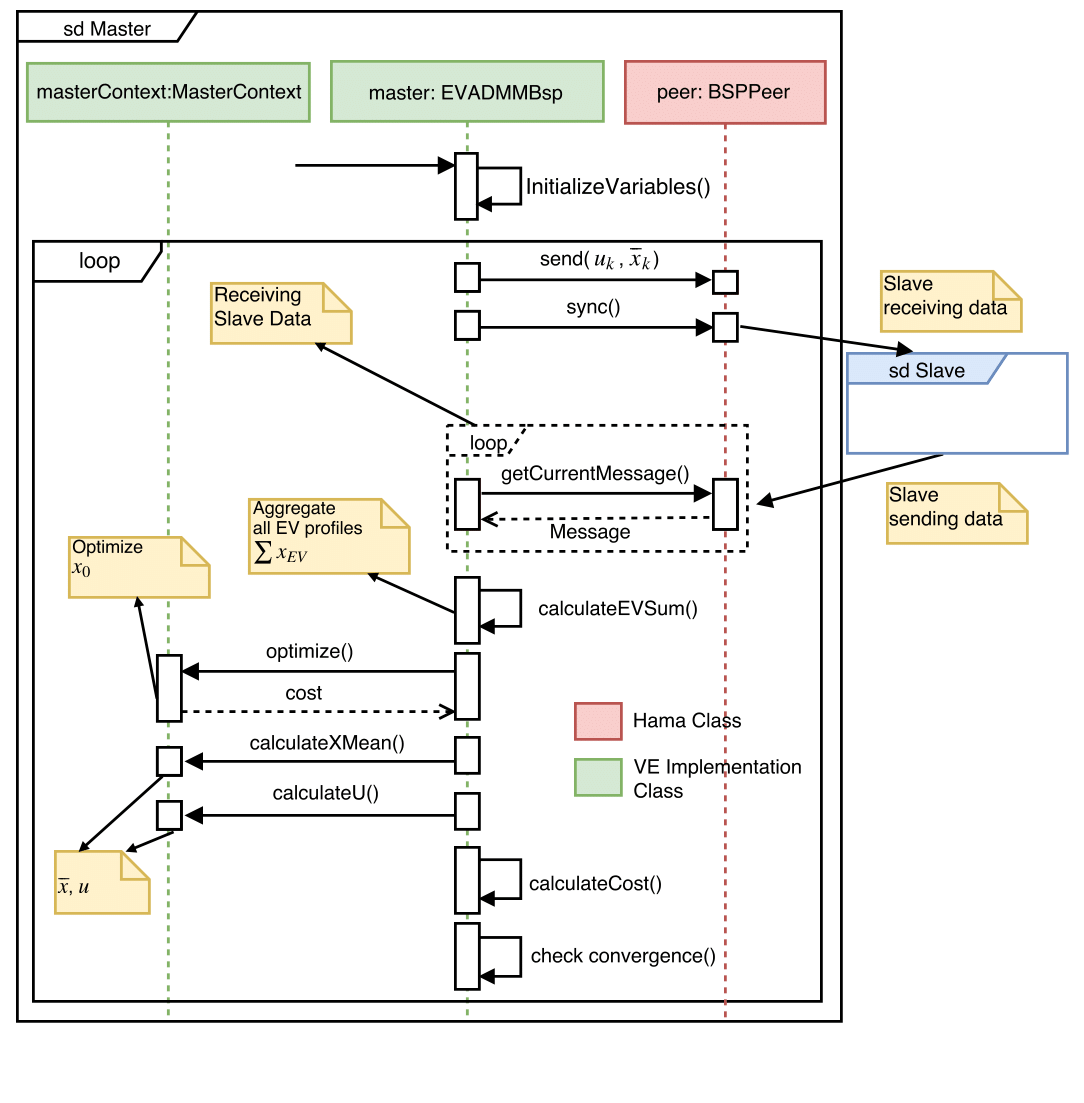 sd Master
masterContext:MasterContext
master: EVADMMBsp
peer: BSPPeer
InitializeVariables()
loop
send( u_k , x̄_k)
Receiving
Slave Data
sync()
Slave
receiving data
sd Slave
loop
getCurrentMessage()
Message
Slave
sending data
Aggregate
all EV profiles
∑ x_EV
Optimize
x_0
calculateEVSum()
optimize()
cost
Hama Class
calculateXMean()
VE Implementation
Class
calculateU()
x̄, u
calculateCost()
check convergence()